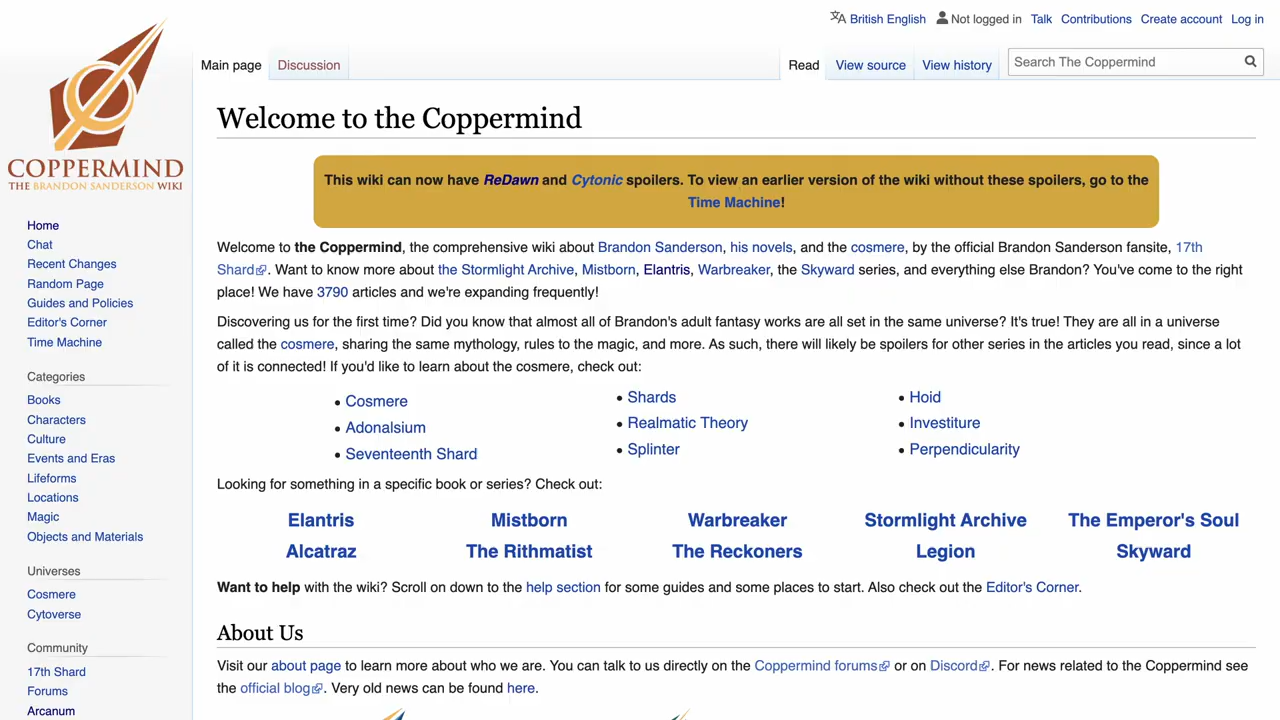 British English Not logged in Talk Contributions Create account Log in
Main page Discussion Read View source View history Search The Coppermind
COPPERMIND
THE BRANDON SANDERSON WIKI
Home
Chat
Recent Changes
Random Page
Guides and Policies
Editor's Corner
Time Machine
Categories
Books
Characters
Culture
Events and Eras
Lifeforms
Locations
Magic
Objects and Materials
Universes
Cosmere
Cytoverse
Community
17th Shard
Forums
Arcanum
Welcome to the Coppermind
This wiki can now have ReDawn and Cytonic spoilers. To view an earlier version of the wiki without these spoilers, go to the
Time Machine!
Welcome to the Coppermind, the comprehensive wiki about Brandon Sanderson, his novels, and the cosmere, by the official Brandon Sanderson fansite, 17th
Shard. Want to know more about the Stormlight Archive, Mistborn, Elantris, Warbreaker, the Skyward series, and everything else Brandon? You've come to the right
place! We have 3790 articles and we're expanding frequently!
Discovering us for the first time? Did you know that almost all of Brandon's adult fantasy works are all set in the same universe? It's true! They are all in a universe
called the cosmere, sharing the same mythology, rules to the magic, and more. As such, there will likely be spoilers for other series in the articles you read, since a lot
of it is connected! If you'd like to learn about the cosmere, check out:
• Cosmere
• Adonalsium
• Seventeenth Shard
• Shards
• Realmatic Theory
• Splinter
• Hoid
• Investiture
• Perpendicularity
Looking for something in a specific book or series? Check out:
Elantris Mistborn Warbreaker Stormlight Archive The Emperor's Soul
Alcatraz The Rithmatist The Reckoners Legion Skyward
Want to help with the wiki? Scroll on down to the help section for some guides and some places to start. Also check out the Editor's Corner.
About Us
Visit our about page to learn more about who we are. You can talk to us directly on the Coppermind forums or on Discord. For news related to the Coppermind see
the official blog. Very old news can be found here.